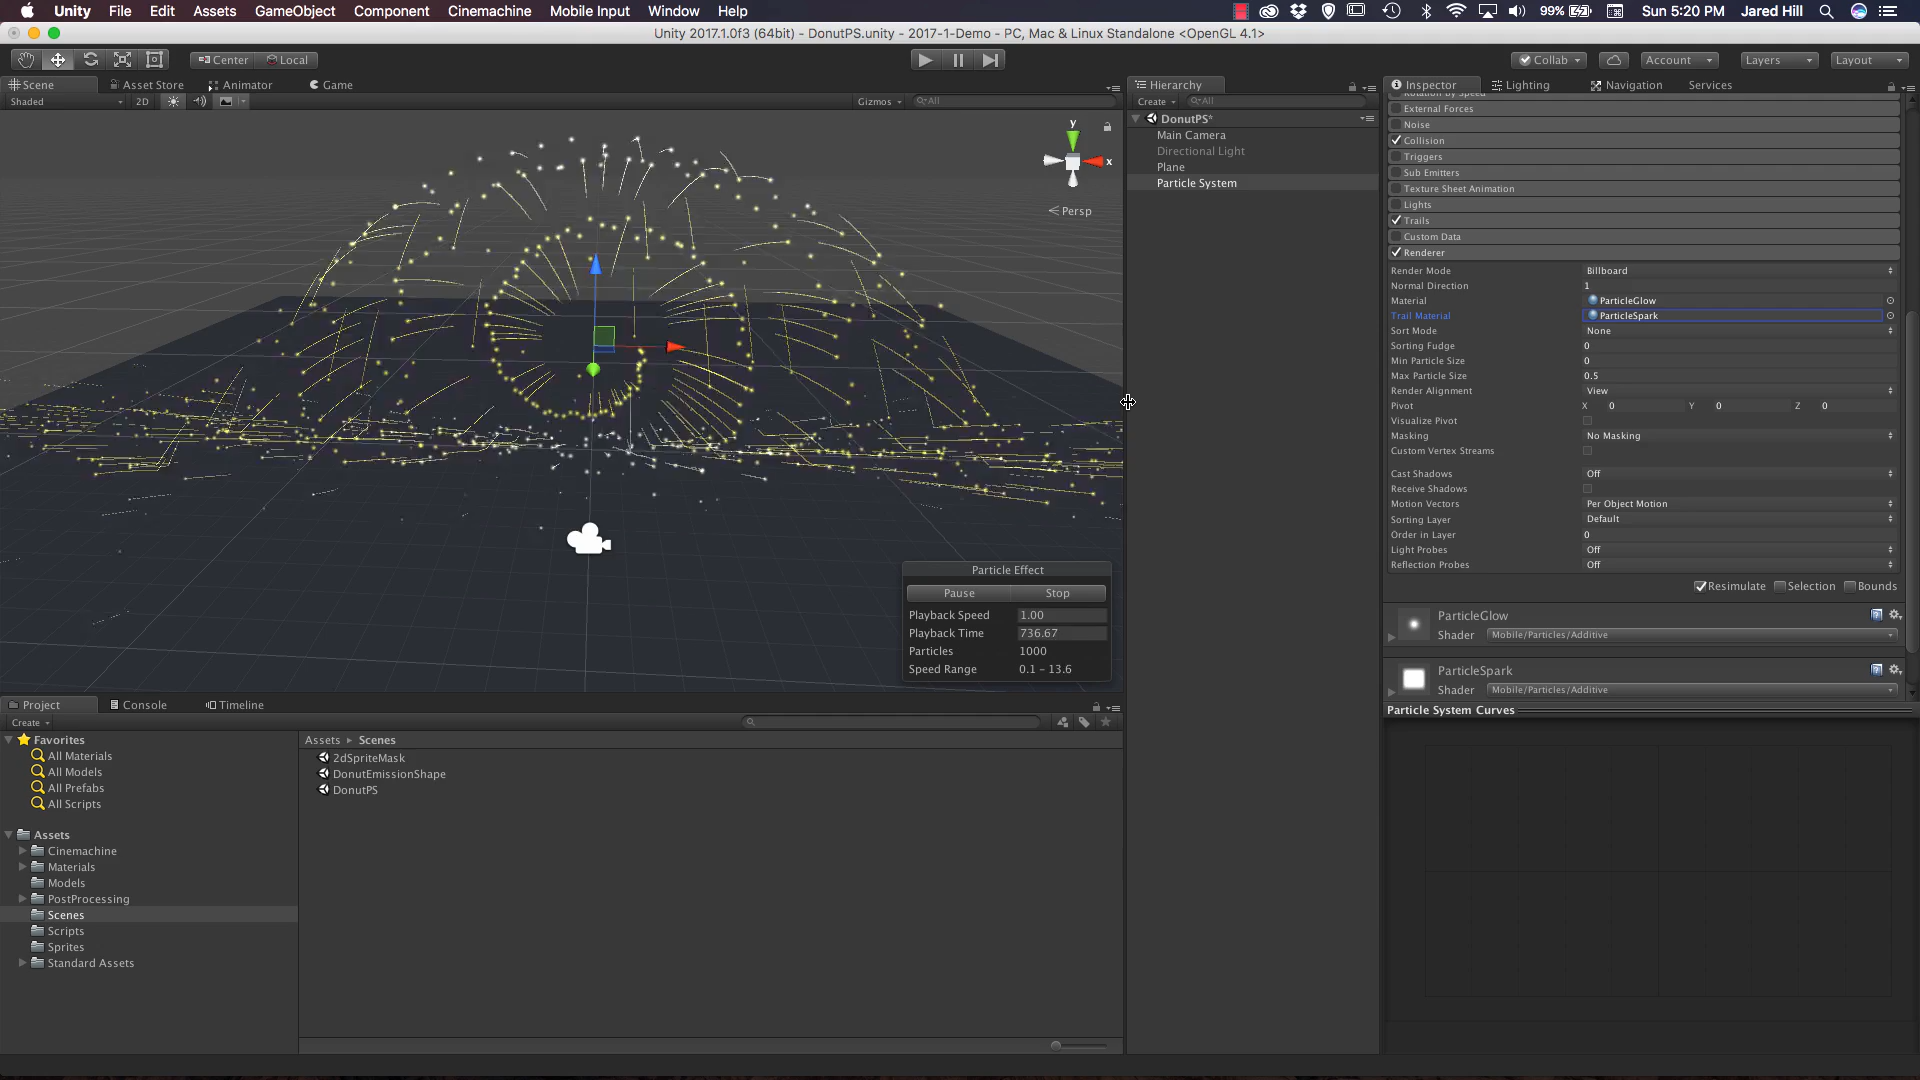 Unity File Edit Assets GameObject Component Cinemachine Mobile Input Window Help
99% Sun 5:20 PM Jared Hill
Unity 2017.1.0f3 (64bit) - DonutPS.unity - 2017-1-Demo - PC, Mac & Linux Standalone <OpenGL 4.1>
Center Local
Collab Account Layers Layout
Scene Asset Store Animator Game
Shaded 2D Gizmos All
y
x
Persp
Particle Effect
Pause Stop
Playback Speed 1.00
Playback Time 736.67
Particles 1000
Speed Range 0.1 - 13.6
Hierarchy
Create All
DonutPS*
Main Camera
Directional Light
Plane
Particle System
Inspector Lighting Navigation Services
Rotation by Speed
External Forces
Noise
Collision
Triggers
Sub Emitters
Texture Sheet Animation
Lights
Trails
Custom Data
Renderer
Render Mode Billboard
Normal Direction 1
Material ParticleGlow
Trail Material ParticleSpark
Sort Mode None
Sorting Fudge 0
Min Particle Size 0
Max Particle Size 0.5
Render Alignment View
Pivot X 0 Y 0 Z 0
Visualize Pivot
Masking No Masking
Custom Vertex Streams
Cast Shadows Off
Receive Shadows
Motion Vectors Per Object Motion
Sorting Layer Default
Order in Layer 0
Light Probes Off
Reflection Probes Off
Resimulate Selection Bounds
ParticleGlow
Shader Mobile/Particles/Additive
ParticleSpark
Shader Mobile/Particles/Additive
Particle System Curves
Project Console Timeline
Create
Favorites
All Materials
All Models
All Prefabs
All Scripts
Assets
Cinemachine
Materials
Models
PostProcessing
Scenes
Scripts
Sprites
Standard Assets
Assets Scenes
2dSpriteMask
DonutEmissionShape
DonutPS